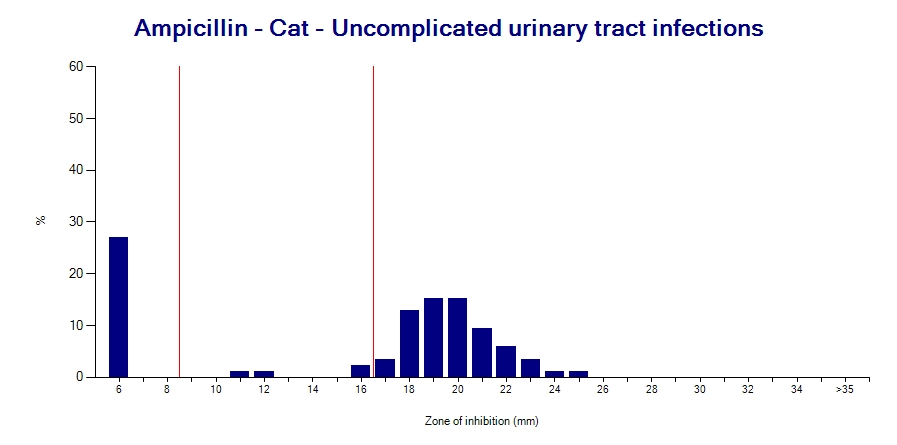 Ampicillin - Cat - Uncomplicated urinary tract infections
60
50
40
30
20
10
0
%
6 8 10 12 14 16 18 20 22 24 26 28 30 32 34 >35
Zone of inhibition (mm)